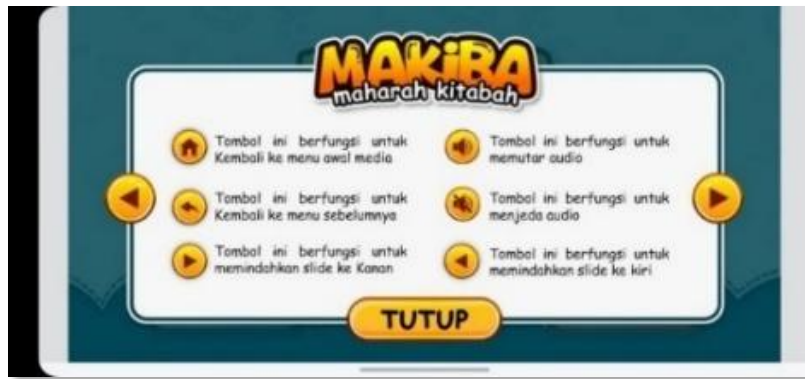 MAKiBA
maharah kitabah
Tombol ini berfungsi untuk
Kembali ke menu awal media
Tombol ini berfungsi untuk
Kembali ke menu sebelumnya
Tombol ini berfungsi untuk
memindahkan slide ke Kanan
Tombol ini berfungsi untuk
memutar audio
Tombol ini berfungsi untuk
menjeda audio
Tombol ini berfungsi untuk
memindahkan slide ke kiri
TUTUP